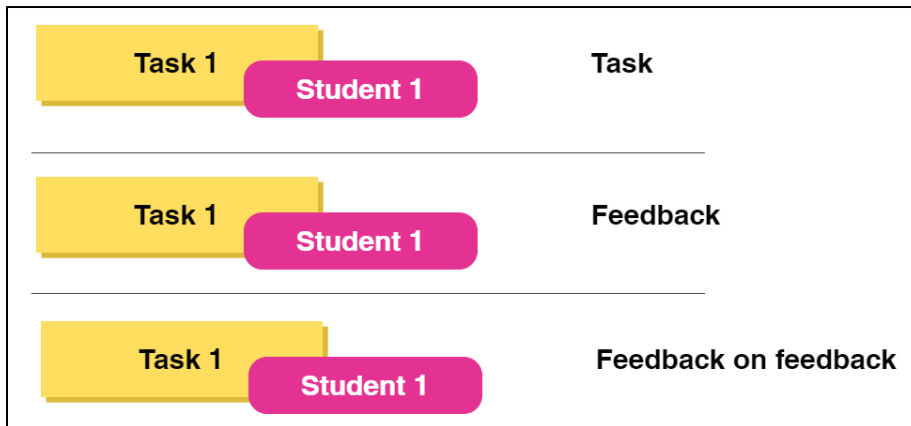 Task 1
Student 1
Task
Task 1
Student 1
Feedback
Task 1
Student 1
Feedback on feedback